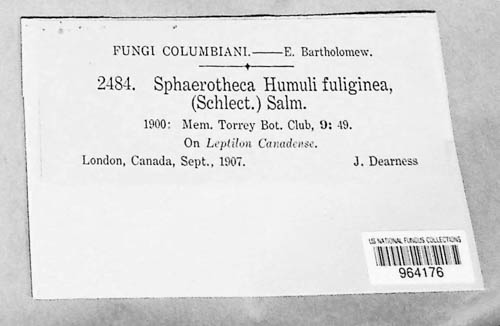 FUNGI COLUMBIANI.——E. Bartholomew.
2484. Sphaerotheca Humuli fuliginea,
(Schlect.) Salm.
1900: Mem. Torrey Bot. Club, 9: 49.
On Leptilon Canadense.
London, Canada, Sept., 1907. J. Dearness
US NATIONAL FUNGUS COLLECTIONS
964176